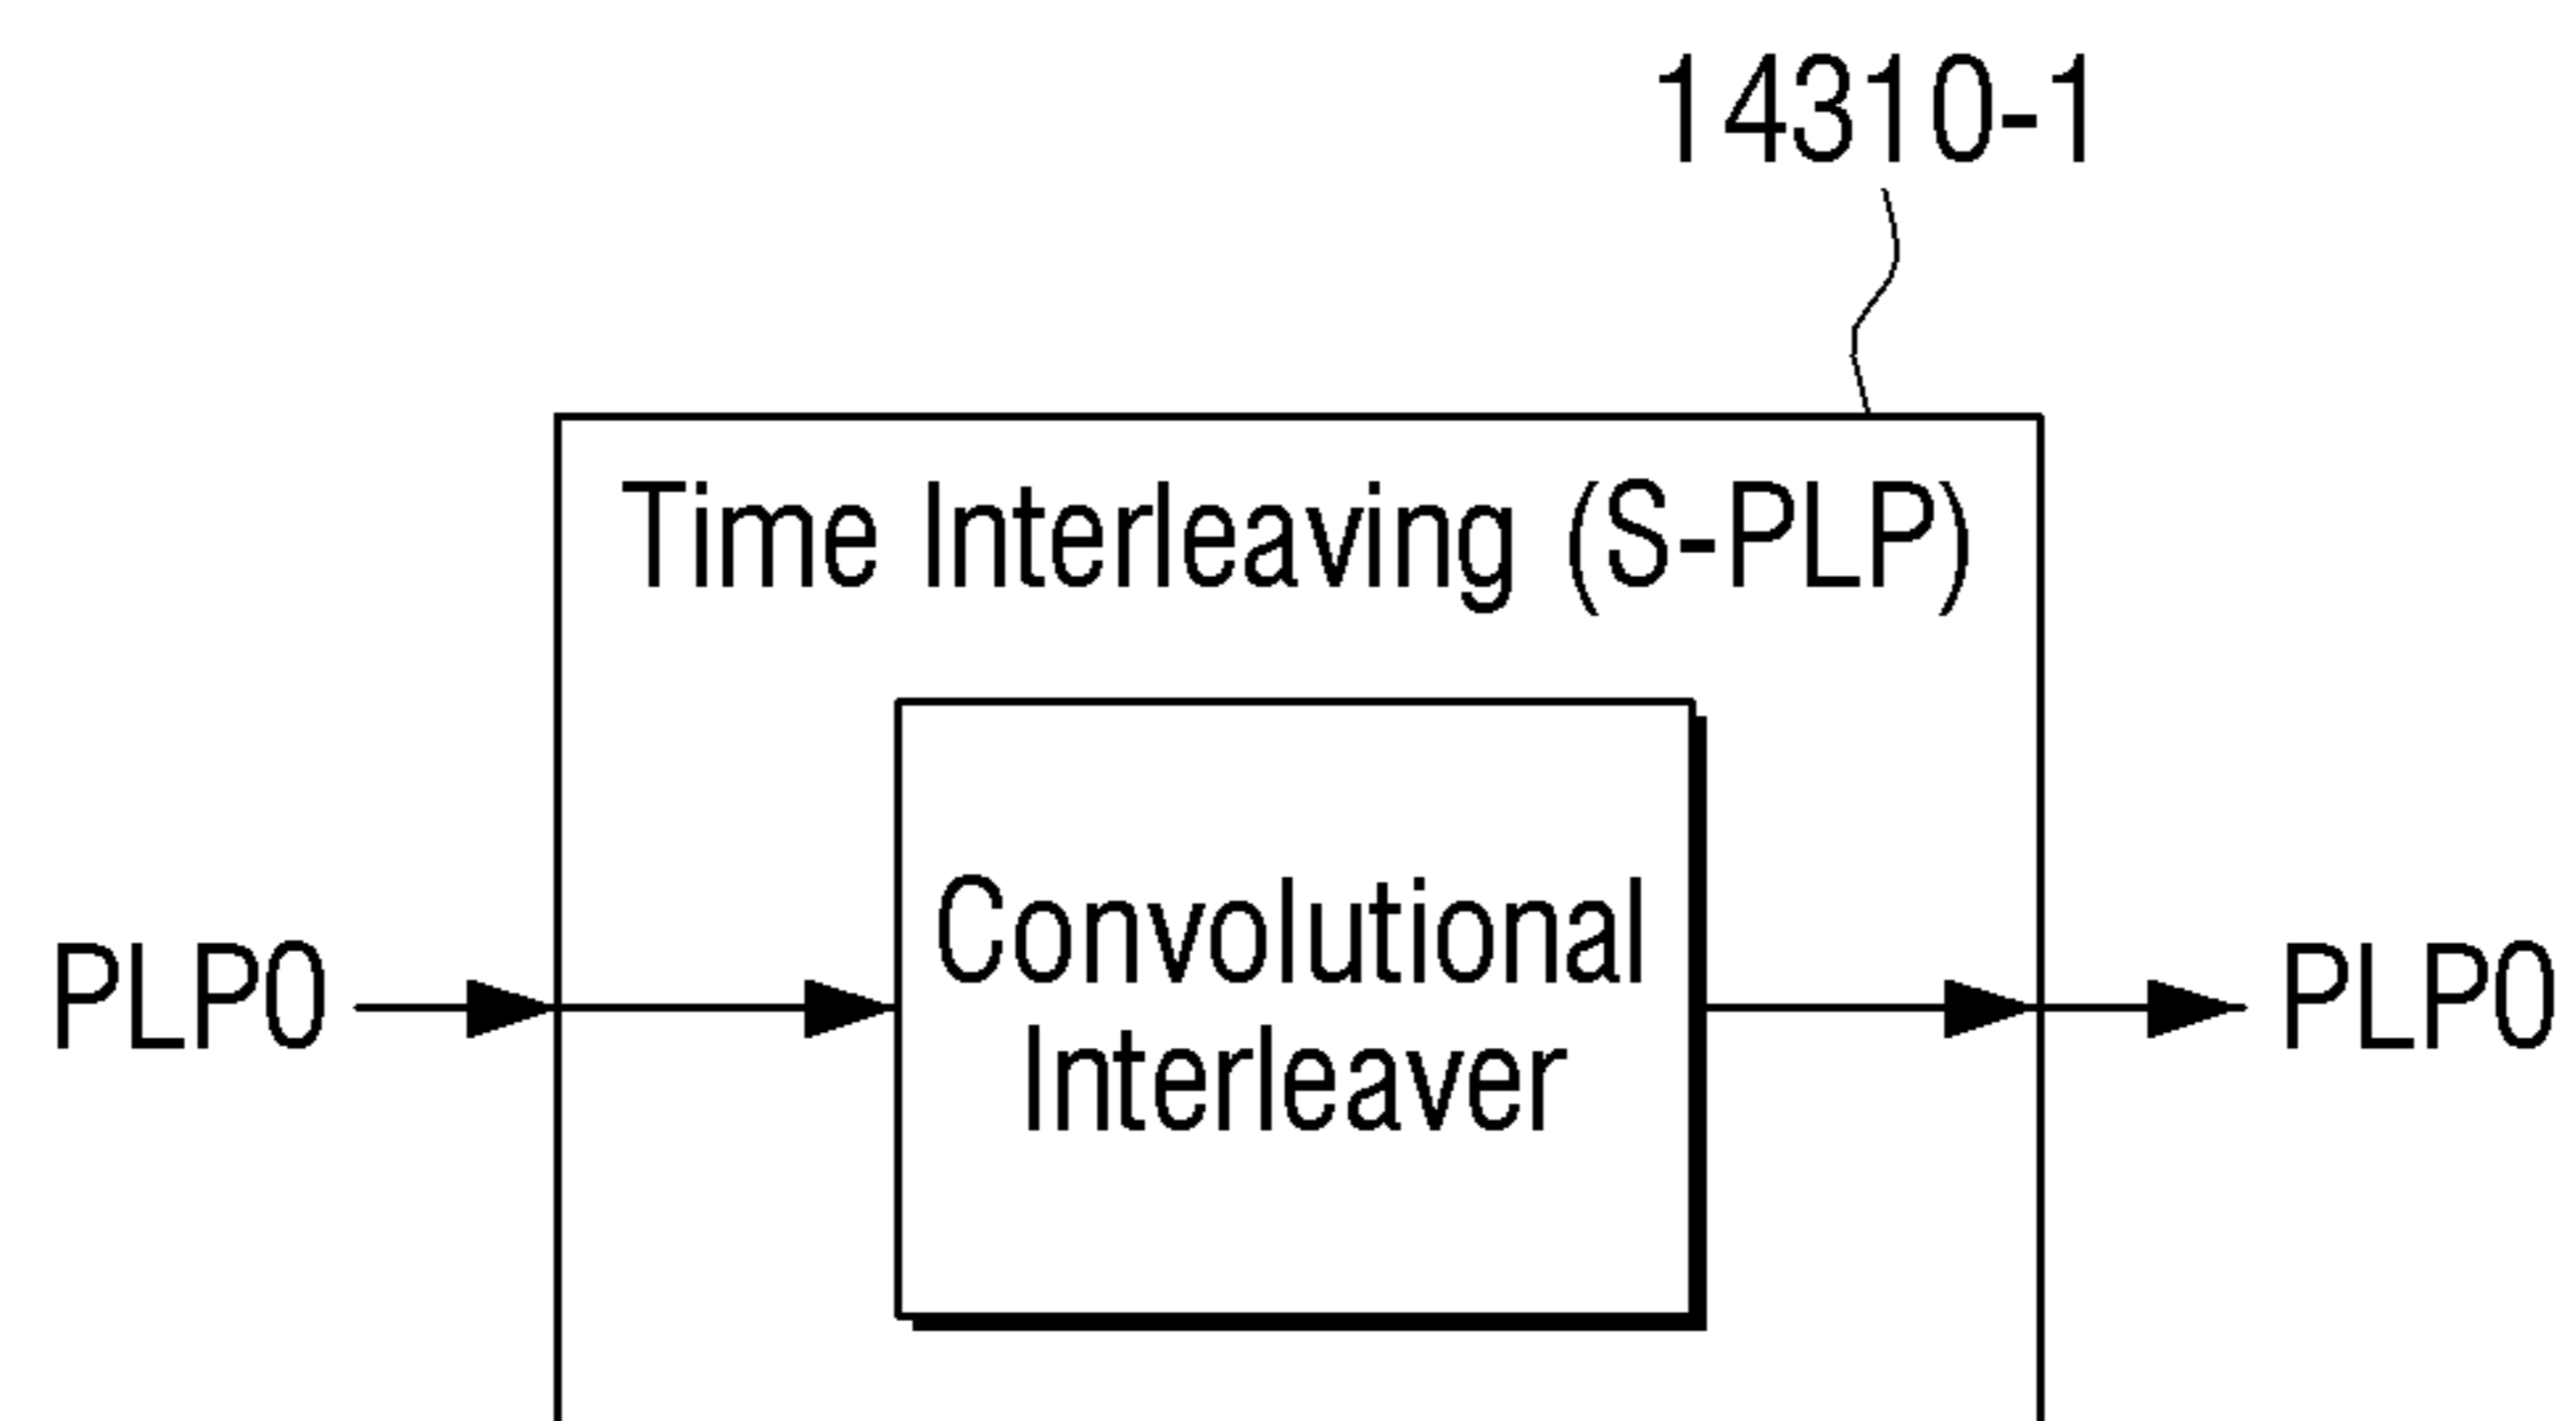 14310-1
Time Interleaving (S-PLP)
PLP0
Convolutional
Interleaver
PLP0